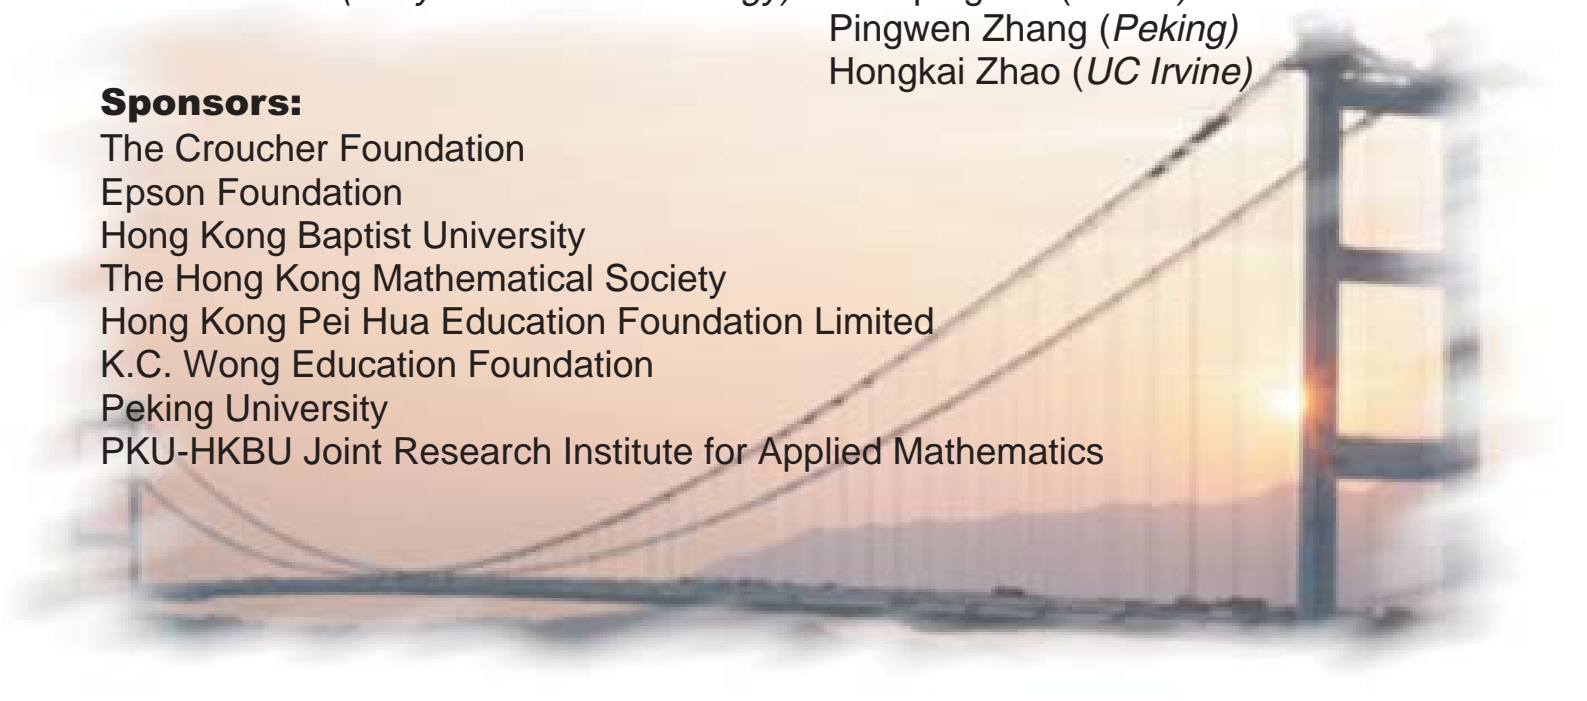 Pingwen Zhang (Peking)
Hongkai Zhao (UC Irvine)
Sponsors:
The Croucher Foundation
Epson Foundation
Hong Kong Baptist University
The Hong Kong Mathematical Society
Hong Kong Pei Hua Education Foundation Limited
K.C. Wong Education Foundation
Peking University
PKU-HKBU Joint Research Institute for Applied Mathematics